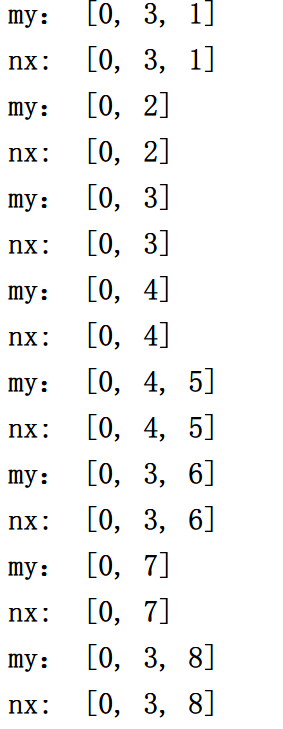 my： [0, 3, 1]
nx: [0, 3, 1]
my： [0, 2]
nx: [0, 2]
my： [0, 3]
nx: [0, 3]
my： [0, 4]
nx: [0, 4]
my： [0, 4, 5]
nx: [0, 4, 5]
my： [0, 3, 6]
nx: [0, 3, 6]
my： [0, 7]
nx: [0, 7]
my： [0, 3, 8]
nx: [0, 3, 8]